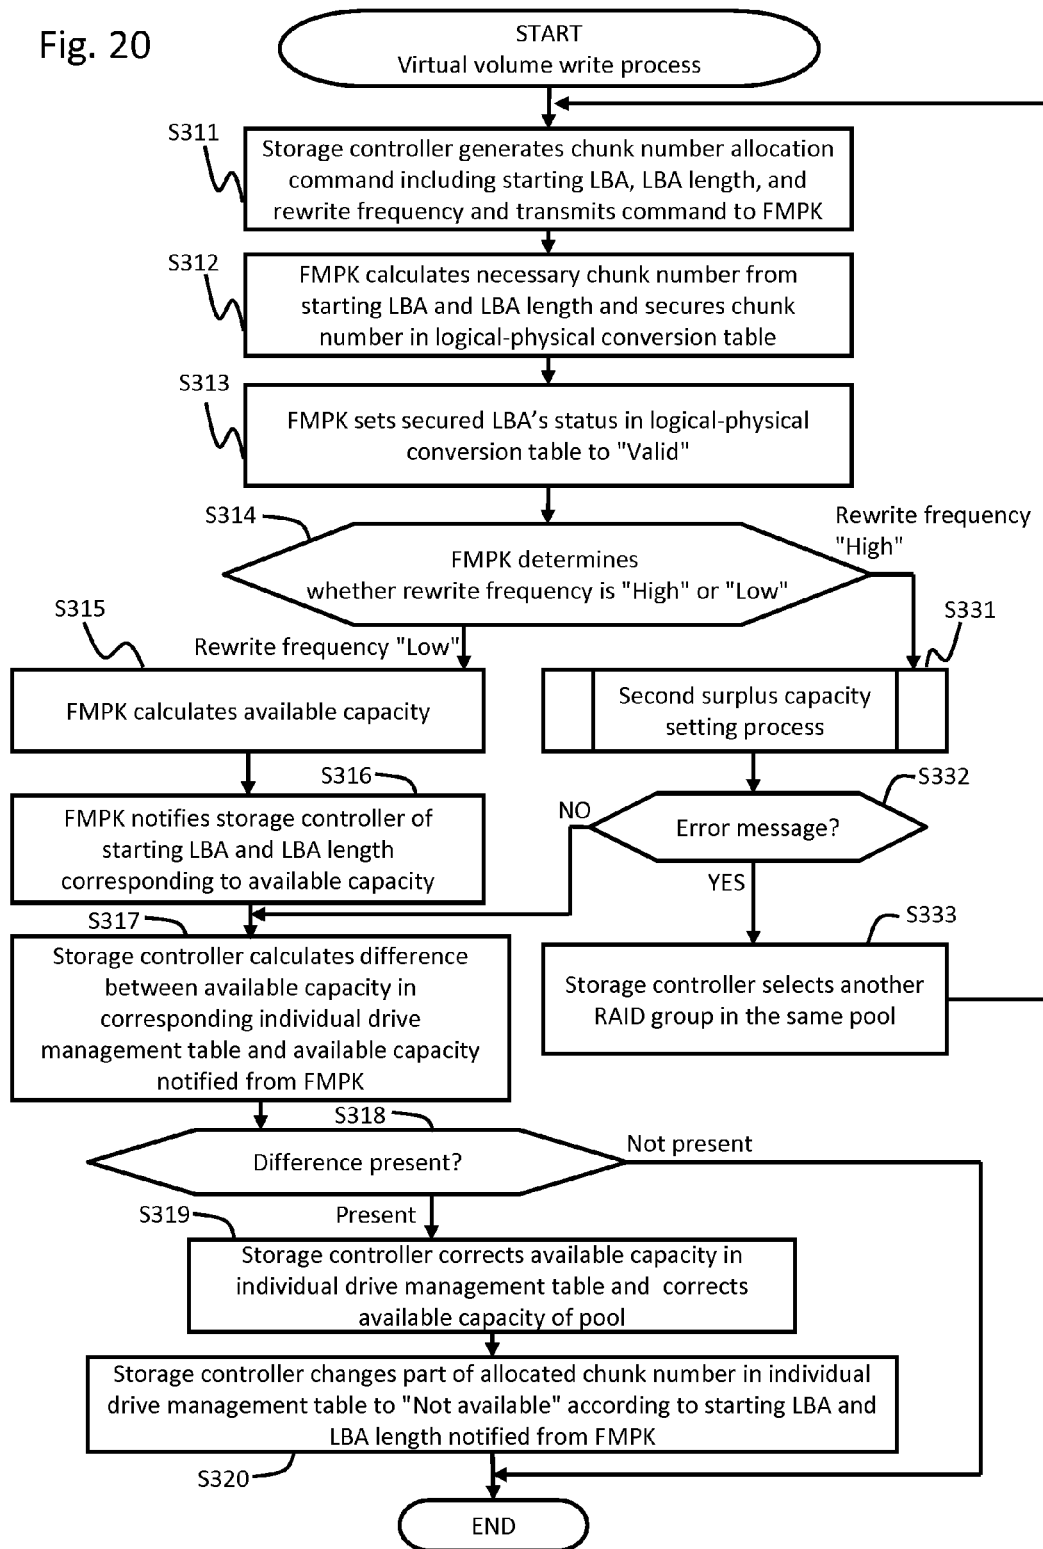 Fig. 20
START
Virtual volume write process
S311
Storage controller generates chunk number allocation
command including starting LBA, LBA length, and
rewrite frequency and transmits command to FMPK
S312
FMPK calculates necessary chunk number from
starting LBA and LBA length and secures chunk
number in logical-physical conversion table
S313
FMPK sets secured LBA's status in logical-physical
conversion table to "Valid"
S314
FMPK determines
whether rewrite frequency is "High" or "Low"
Rewrite frequency
"High"
S315
Rewrite frequency "Low"
FMPK calculates available capacity
S331
Second surplus capacity
setting process
S316
FMPK notifies storage controller of
starting LBA and LBA length
corresponding to available capacity
S332
NO
Error message?
YES
S317
Storage controller calculates difference
between available capacity in
corresponding individual drive
management table and available capacity
notified from FMPK
S333
Storage controller selects another
RAID group in the same pool
S318
Difference present?
Not present
Present
S319
Storage controller corrects available capacity in
individual drive management table and corrects
available capacity of pool
Storage controller changes part of allocated chunk number in individual
drive management table to "Not available" according to starting LBA and
LBA length notified from FMPK
S320
END